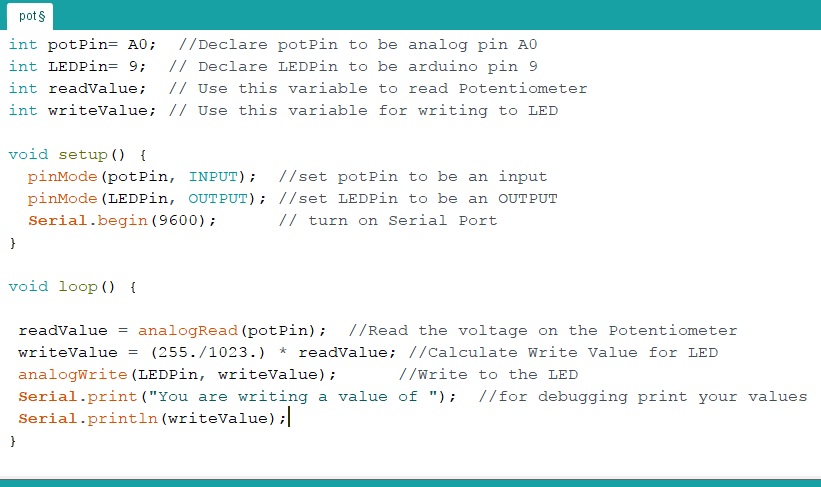 pot§
int potPin= A0;  //Declare potPin to be analog pin A0
int LEDPin= 9;  // Declare LEDPin to be arduino pin 9
int readValue;  // Use this variable to read Potentiometer
int writeValue; // Use this variable for writing to LED
void setup() {
  pinMode(potPin, INPUT);  //set potPin to be an input
  pinMode(LEDPin, OUTPUT); //set LEDPin to be an OUTPUT
  Serial.begin(9600);      // turn on Serial Port
}
void loop() {
 readValue = analogRead(potPin);  //Read the voltage on the Potentiometer
 writeValue = (255./1023.) * readValue; //Calculate Write Value for LED
 analogWrite(LEDPin, writeValue);      //Write to the LED
 Serial.print("You are writing a value of ");  //for debugging print your values
 Serial.println(writeValue);
}